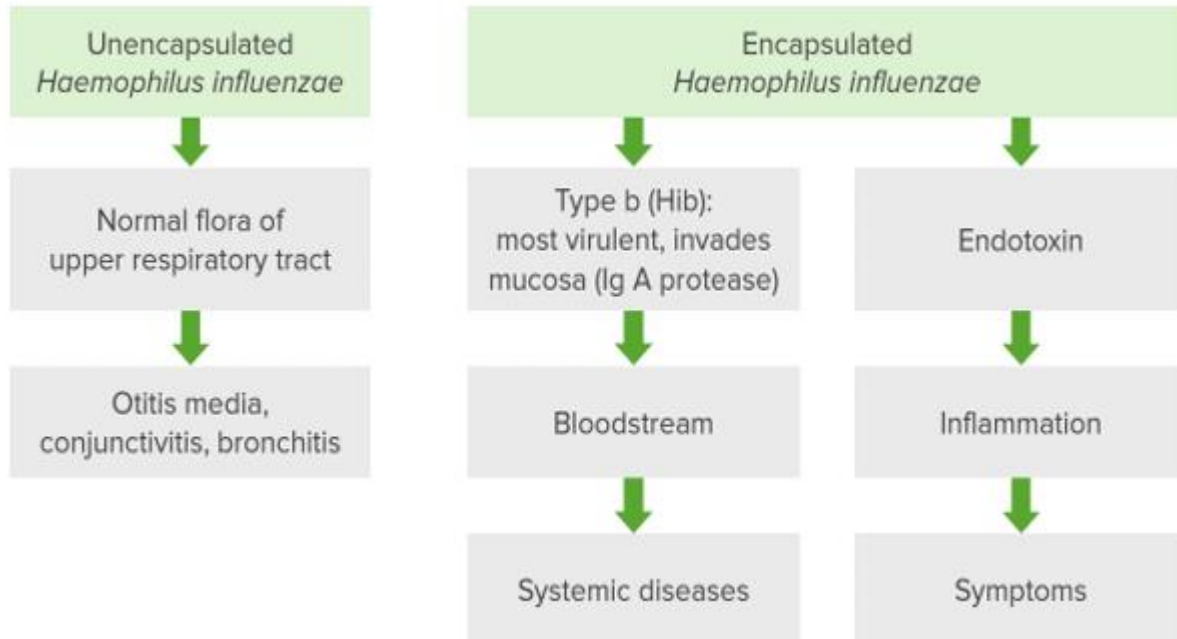 Unencapsulated
Haemophilus influenzae
Normal flora of
upper respiratory tract
Otitis media,
conjunctivitis, bronchitis
Encapsulated
Haemophilus influenzae
Type b (Hib):
most virulent, invades
mucosa (Ig A protease)
Bloodstream
Systemic diseases
Endotoxin
Inflammation
Symptoms